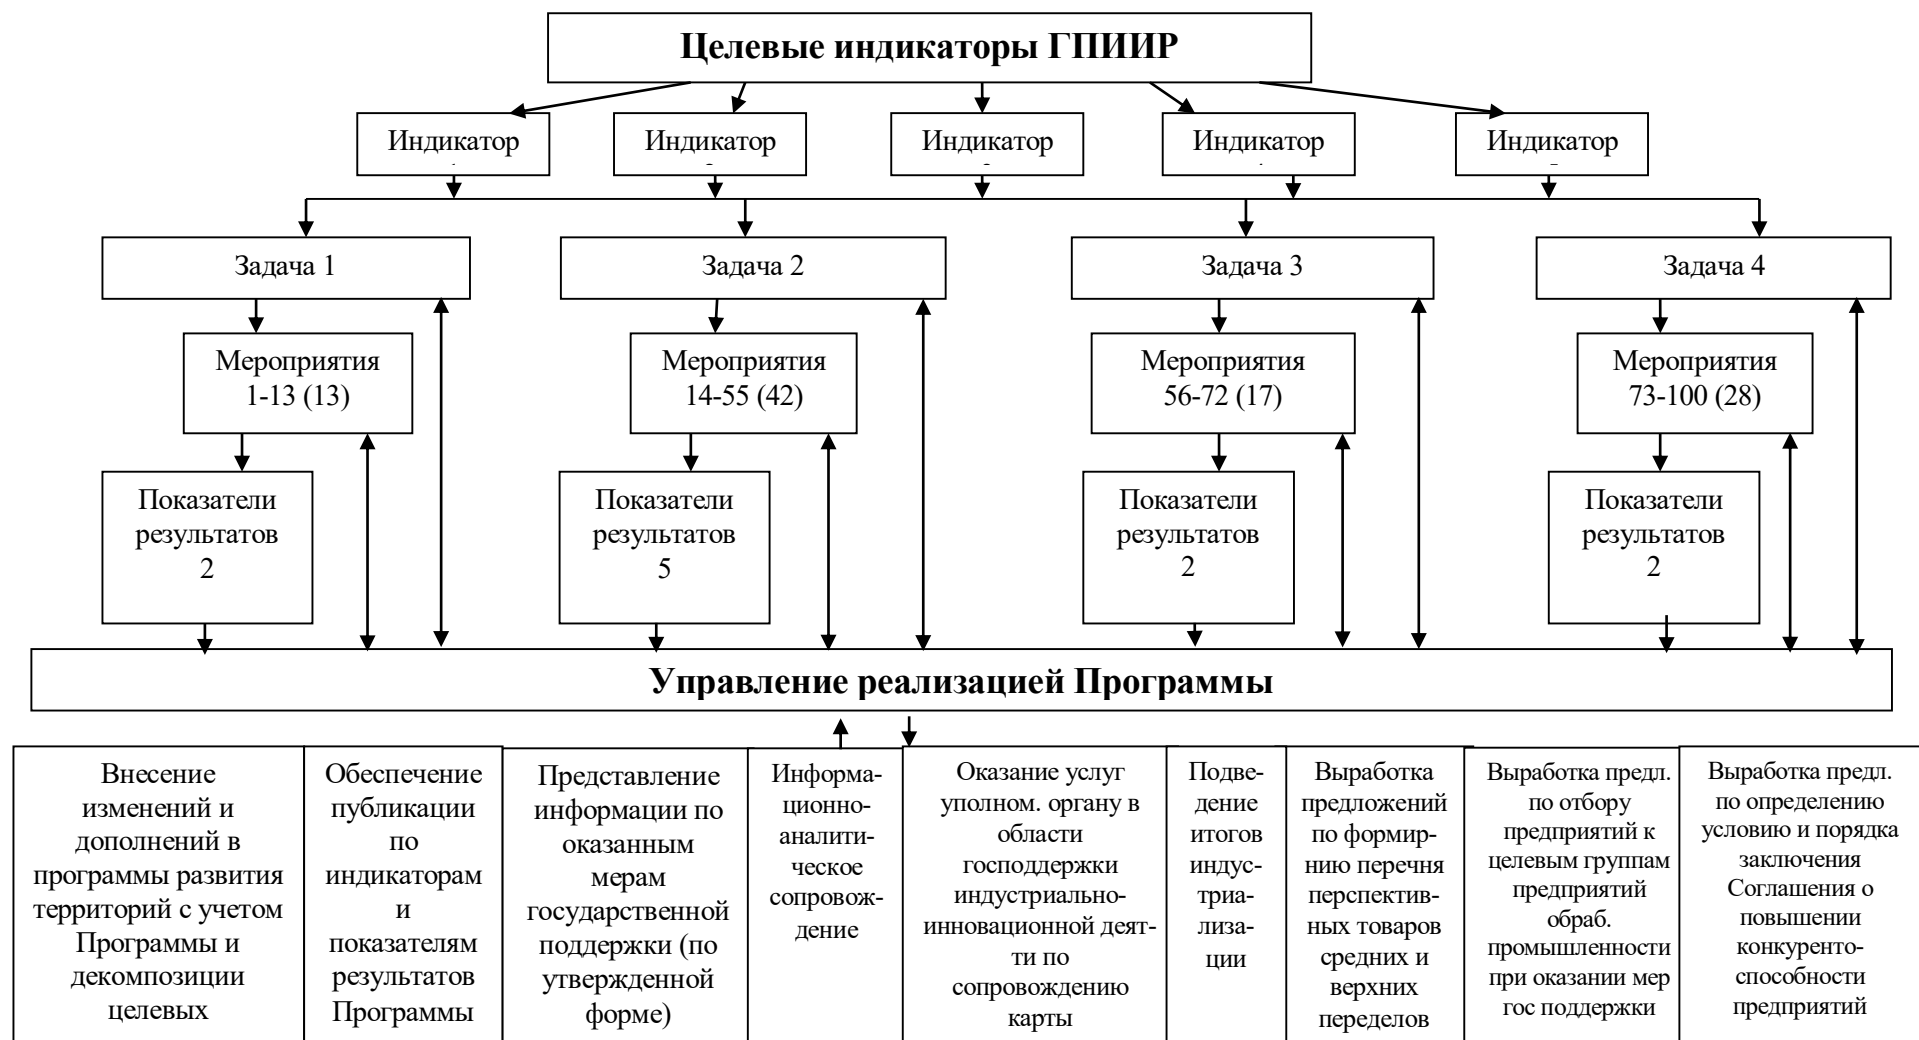 Целевые индикаторы ГПИИР
Индикатор
Индикатор
Индикатор
Индикатор
Индикатор
Задача 1
Задача 2
Задача 3
Задача 4
Мероприятия
1-13 (13)
Мероприятия
14-55 (42)
Мероприятия
56-72 (17)
Мероприятия
73-100 (28)
Показатели
результатов
2
Показатели
результатов
5
Показатели
результатов
2
Показатели
результатов
2
Управление реализацией Программы
Внесение
изменений и
дополнений в
программы развития
территорий с учетом
Программы и
декомпозиции
целевых
Обеспечение
публикации
по
индикаторам
и
показателям
результатов
Программы
Представление
информации по
оказанным
мерам
государственной
поддержки (по
утвержденной
форме)
Информа-
ционно-
аналити-
ческое
сопровож-
дение
Оказание услуг
уполном. органу в
области
господдержки
индустриально-
инновационной деят-
ти по
сопровождению
карты
Подве-
дение
итогов
индус-
триа-
лиза-
ции
Выработка
предложений
по формир-
нию перечня
перспектив-
ных товаров
средних и
верхних
переделов
Выработка предл.
по отбору
предприятий к
целевым группам
предприятий
обраб.
промышленности
при оказании мер
гос поддержки
Выработка предл.
по определению
условию и порядка
заключения
Соглашения о
повышении
конкуренто-
способности
предприятий